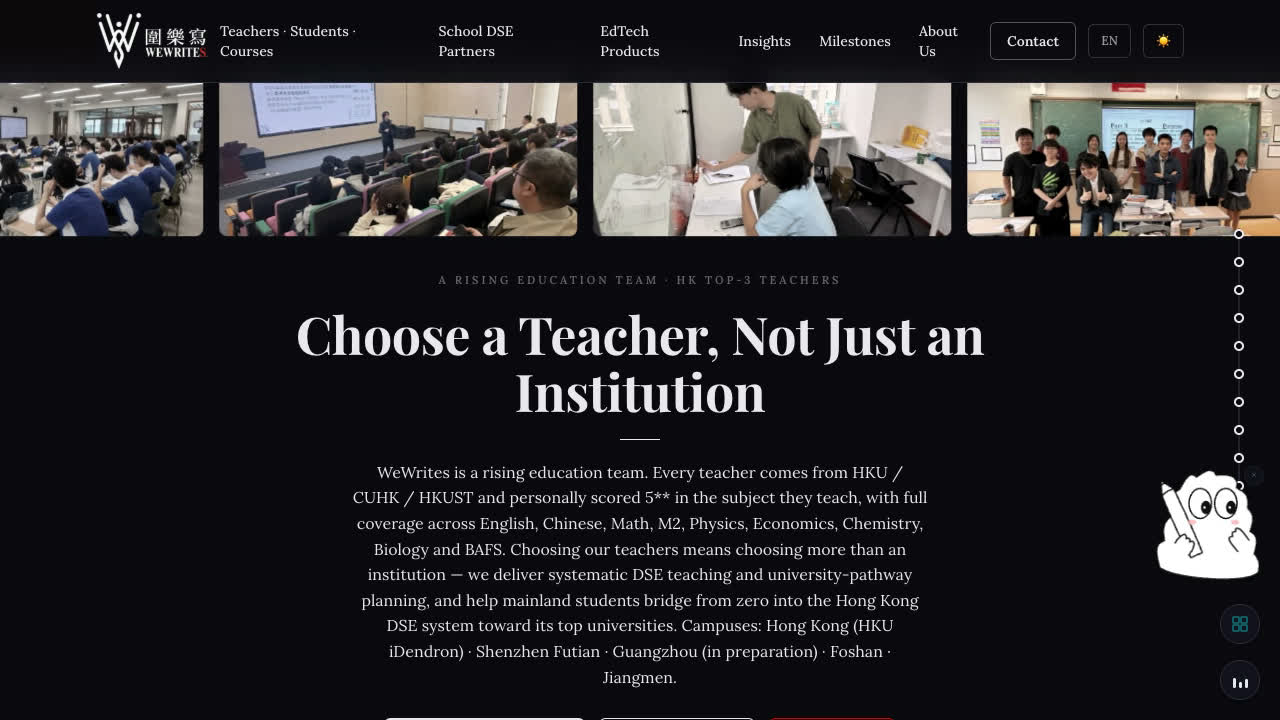 圍樂寫
WEWRITES
Teachers · Students ·
Courses
School DSE
Partners
EdTech
Products
Insights
Milestones
About
Us
Contact
EN
A RISING EDUCATION TEAM · HK TOP-3 TEACHERS
Choose a Teacher, Not Just an
Institution
WeWrites is a rising education team. Every teacher comes from HKU /
CUHK / HKUST and personally scored 5** in the subject they teach, with full
coverage across English, Chinese, Math, M2, Physics, Economics, Chemistry,
Biology and BAFS. Choosing our teachers means choosing more than an
institution — we deliver systematic DSE teaching and university-pathway
planning, and help mainland students bridge from zero into the Hong Kong
DSE system toward its top universities. Campuses: Hong Kong (HKU
iDendron) · Shenzhen Futian · Guangzhou (in preparation) · Foshan ·
Jiangmen.